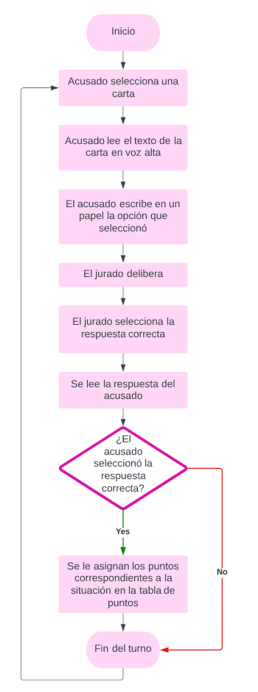 Inicio
Acusado selecciona una
carta
Acusado lee el texto de la
carta en voz alta
El acusado escribe en un
papel la opción que
seleccionó
El jurado delibera
El jurado selecciona la
respuesta correcta
Se lee la respuesta del
acusado
¿El
acusado
seleccionó la
respuesta
correcta?
Yes
No
Se le asignan los puntos
correspondientes a la
situación en la tabla de
puntos
Fin del turno